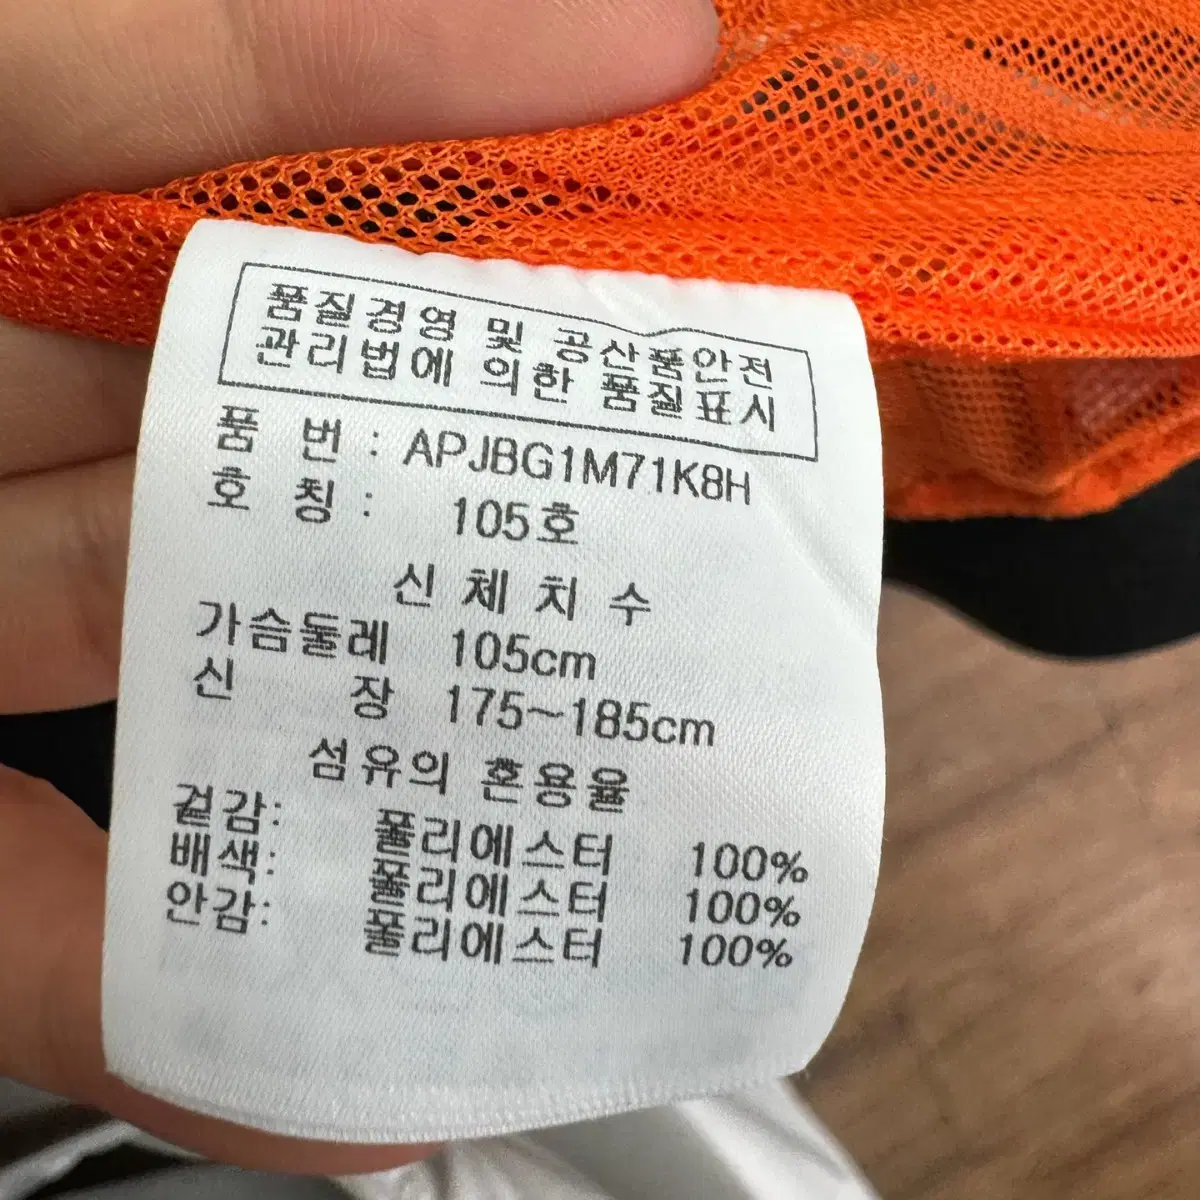 품질경영 및 공산품안전
관리법에 의한 품질표시
품 번 : APJBG1M71K8H
호 칭 : 105호
신 체 치 수
가슴둘레 105cm
신 장 175~185cm
섬유의 혼용율
겉감: 폴리에스터 100%
배색: 폴리에스터 100%
안감: 폴리에스터 100%